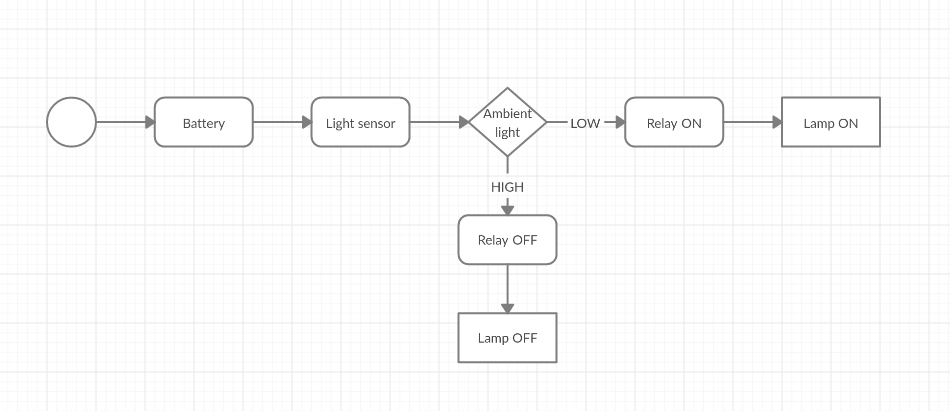 Battery
Light sensor
Ambient
light
LOW
Relay ON
Lamp ON
HIGH
Relay OFF
Lamp OFF